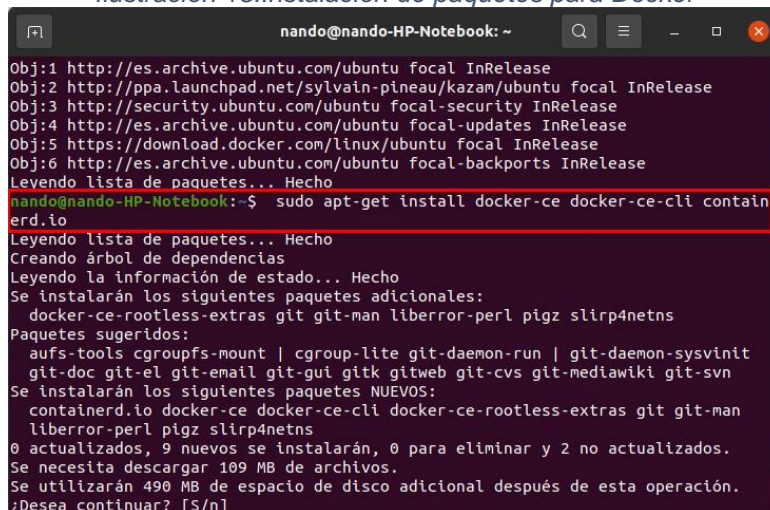 nando@nando-HP-Notebook: ~
Obj:1 http://es.archive.ubuntu.com/ubuntu focal InRelease
Obj:2 http://ppa.launchpad.net/sylvain-pineau/kazam/ubuntu focal InRelease
Obj:3 http://security.ubuntu.com/ubuntu focal-security InRelease
Obj:4 http://es.archive.ubuntu.com/ubuntu focal-updates InRelease
Obj:5 https://download.docker.com/linux/ubuntu focal InRelease
Obj:6 http://es.archive.ubuntu.com/ubuntu focal-backports InRelease
Leyendo lista de paquetes... Hecho
nando@nando-HP-Notebook:~$  sudo apt-get install docker-ce docker-ce-cli contain
erd.io
Leyendo lista de paquetes... Hecho
Creando árbol de dependencias
Leyendo la información de estado... Hecho
Se instalarán los siguientes paquetes adicionales:
  docker-ce-rootless-extras git git-man liberror-perl pigz slirp4netns
Paquetes sugeridos:
  aufs-tools cgroupfs-mount | cgroup-lite git-daemon-run | git-daemon-sysvinit
  git-doc git-el git-email git-gui gitk gitweb git-cvs git-mediawiki git-svn
Se instalarán los siguientes paquetes NUEVOS:
  containerd.io docker-ce docker-ce-cli docker-ce-rootless-extras git git-man
  liberror-perl pigz slirp4netns
0 actualizados, 9 nuevos se instalarán, 0 para eliminar y 2 no actualizados.
Se necesita descargar 109 MB de archivos.
Se utilizarán 490 MB de espacio de disco adicional después de esta operación.
¿Desea continuar? [S/n]